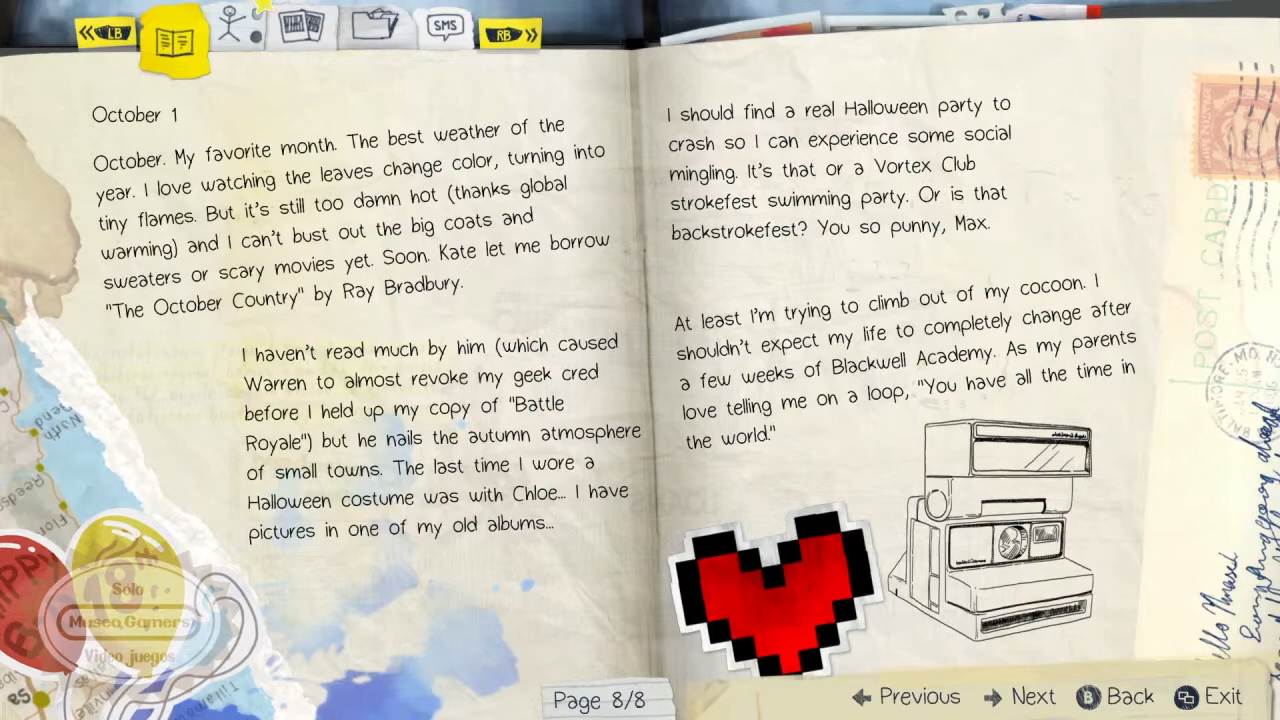 LB
SMS
RB
October 1
October. My favorite month. The best weather of the
year. I love watching the leaves change color, turning into
tiny flames. But it's still too damn hot (thanks global
warming) and I can't bust out the big coats and
sweaters or scary movies yet. Soon. Kate let me borrow
"The October Country" by Ray Bradbury.
I haven't read much by him (which caused
Warren to almost revoke my geek cred
before I held up my copy of "Battle
Royale") but he nails the autumn atmosphere
of small towns. The last time I wore a
Halloween costume was with Chloe... I have
pictures in one of my old albums...
I should find a real Halloween party to
crash so I can experience some social
mingling. It's that or a Vortex Club
strokefest swimming party. Or is that
backstrokefest? You so punny, Max.
At least I'm trying to climb out of my cocoon. I
shouldn't expect my life to completely change after
a few weeks of Blackwell Academy. As my parents
love telling me on a loop, "You have all the time in
the world."
POST CARD
North
Bend
18th
Solo
Museo Gamers
Video juegos
Page 8/8
Previous
Next
B Back
Exit